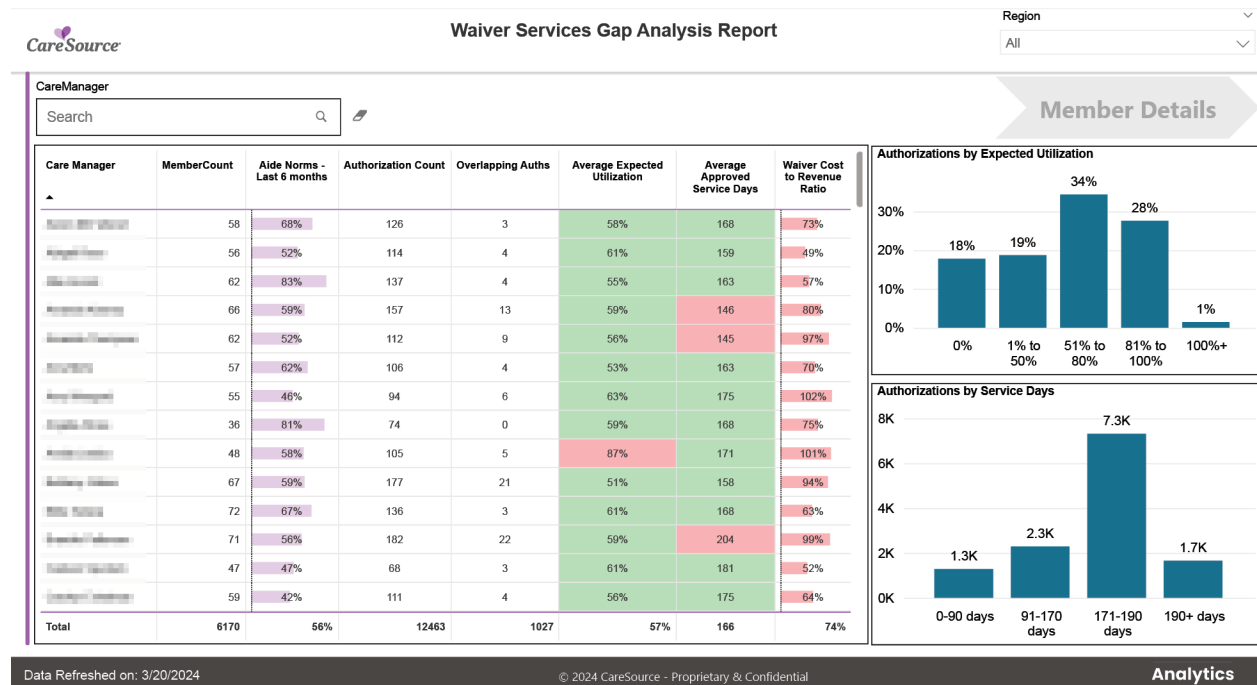 CareSource
Waiver Services Gap Analysis Report
Region
All
CareManager
Search
Member Details
Care Manager MemberCount Aide Norms - Last 6 months Authorization Count Overlapping Auths Average Expected Utilization Average Approved Service Days Waiver Cost to Revenue Ratio
58 68% 126 3 58% 168 73%
56 52% 114 4 61% 159 49%
62 83% 137 4 55% 163 57%
66 59% 157 13 59% 146 80%
62 52% 112 9 56% 145 97%
57 62% 106 4 53% 163 70%
55 46% 94 6 63% 175 102%
36 81% 74 0 59% 168 75%
48 58% 105 5 87% 171 101%
67 59% 177 21 51% 158 94%
72 67% 136 3 61% 168 63%
71 56% 182 22 59% 204 99%
47 47% 68 3 61% 181 52%
59 42% 111 4 56% 175 64%
Total 6170 56% 12463 1027 57% 166 74%
Authorizations by Expected Utilization
34%
28%
18% 19%
1%
30%
20%
10%
0%
0% 1% to 50% 51% to 80% 81% to 100% 100%+
Authorizations by Service Days
8K
7.3K
6K
4K
2.3K
2K
1.3K
1.7K
0K
0-90 days 91-170 days 171-190 days 190+ days
Data Refreshed on: 3/20/2024
© 2024 CareSource - Proprietary & Confidential
Analytics